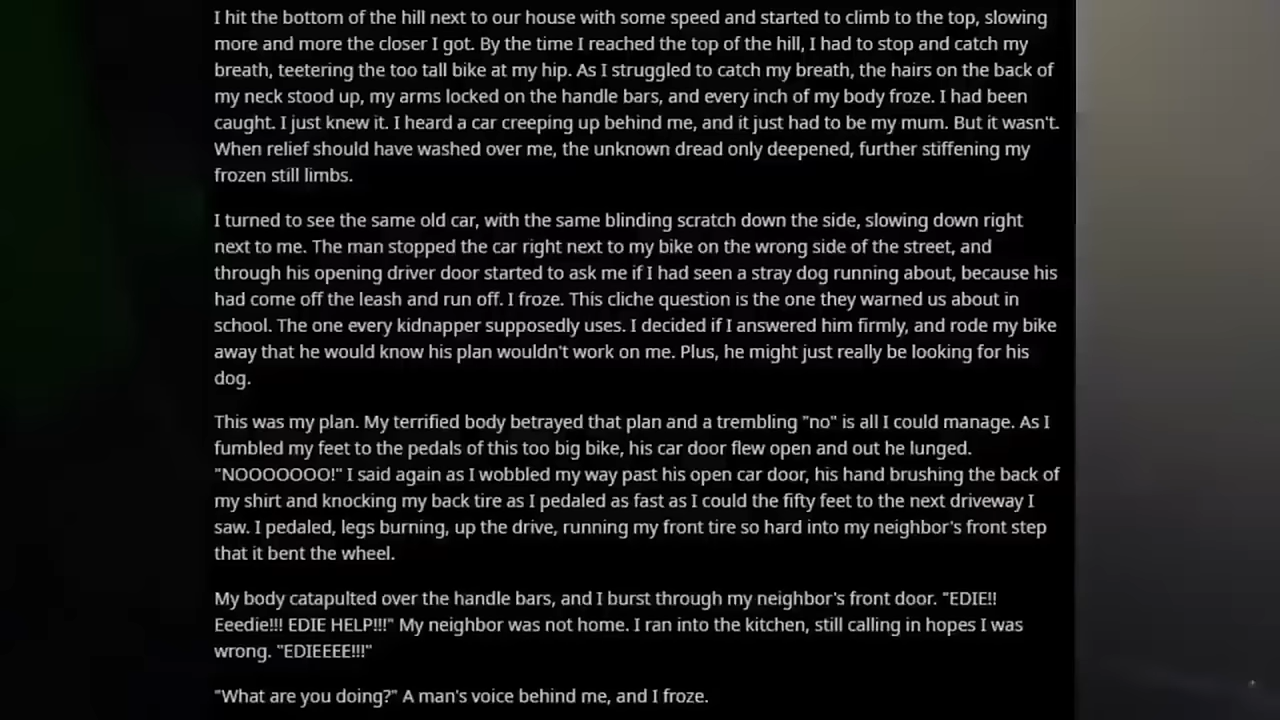 I hit the bottom of the hill next to our house with some speed and started to climb to the top, slowing
more and more the closer I got. By the time I reached the top of the hill, I had to stop and catch my
breath, teetering the too tall bike at my hip. As I struggled to catch my breath, the hairs on the back of
my neck stood up, my arms locked on the handle bars, and every inch of my body froze. I had been
caught. I just knew it. I heard a car creeping up behind me, and it just had to be my mum. But it wasn't.
When relief should have washed over me, the unknown dread only deepened, further stiffening my
frozen still limbs.
I turned to see the same old car, with the same blinding scratch down the side, slowing down right
next to me. The man stopped the car right next to my bike on the wrong side of the street, and
through his opening driver door started to ask me if I had seen a stray dog running about, because his
had come off the leash and run off. I froze. This cliche question is the one they warned us about in
school. The one every kidnapper supposedly uses. I decided if I answered him firmly, and rode my bike
away that he would know his plan wouldn't work on me. Plus, he might just really be looking for his
dog.
This was my plan. My terrified body betrayed that plan and a trembling "no" is all I could manage. As I
fumbled my feet to the pedals of this too big bike, his car door flew open and out he lunged.
"NOOOOOOO!" I said again as I wobbled my way past his open car door, his hand brushing the back of
my shirt and knocking my back tire as I pedaled as fast as I could the fifty feet to the next driveway I
saw. I pedaled, legs burning, up the drive, running my front tire so hard into my neighbor's front step
that it bent the wheel.
My body catapulted over the handle bars, and I burst through my neighbor's front door. "EDIE!!
Eeedie!!! EDIE HELP!!!" My neighbor was not home. I ran into the kitchen, still calling in hopes I was
wrong. "EDIEEEE!!!"
"What are you doing?" A man's voice behind me, and I froze.